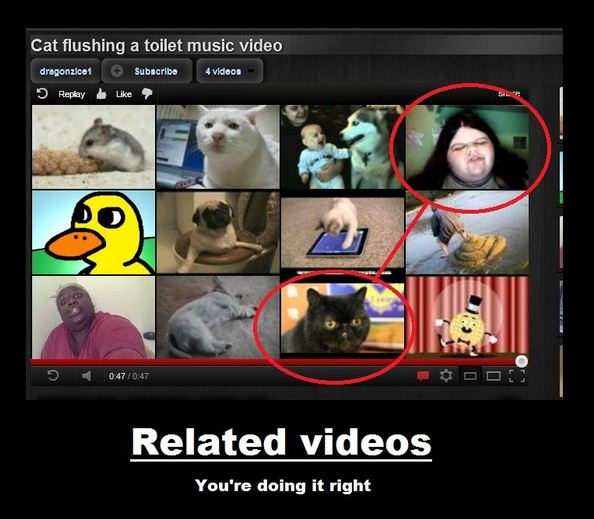 Cat flushing a toilet music video
dragonzice1 Subscribe 4 videos
Replay Like share
0:47 / 0:47
Related videos
You're doing it right